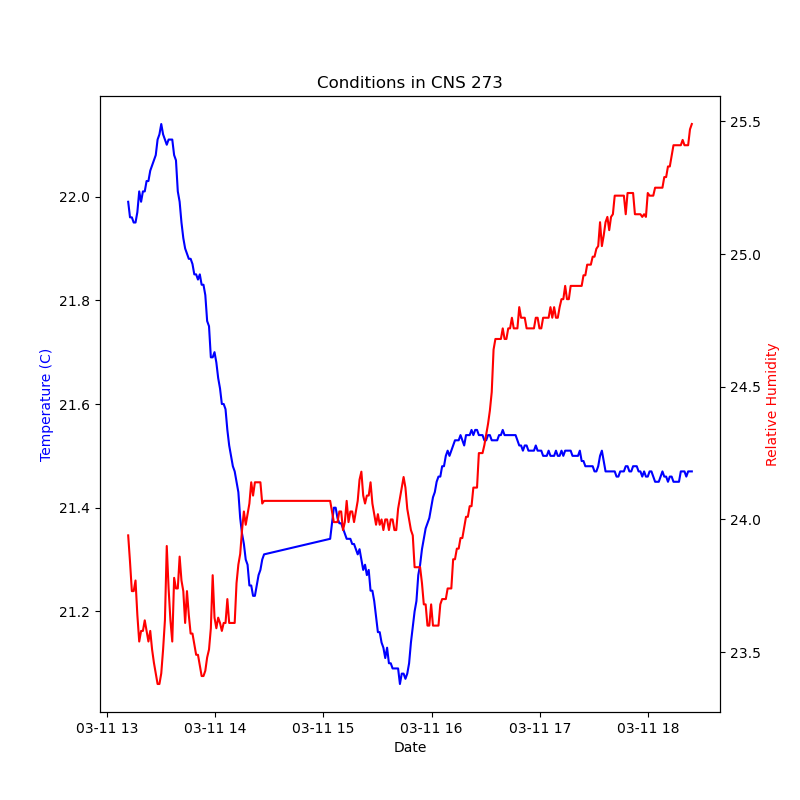 Conditions in CNS 273
22.0
21.8
21.6
21.4
21.2
Temperature (C)
25.5
25.0
24.5
24.0
23.5
Relative Humidity
03-11 13 03-11 14 03-11 15 03-11 16 03-11 17 03-11 18
Date